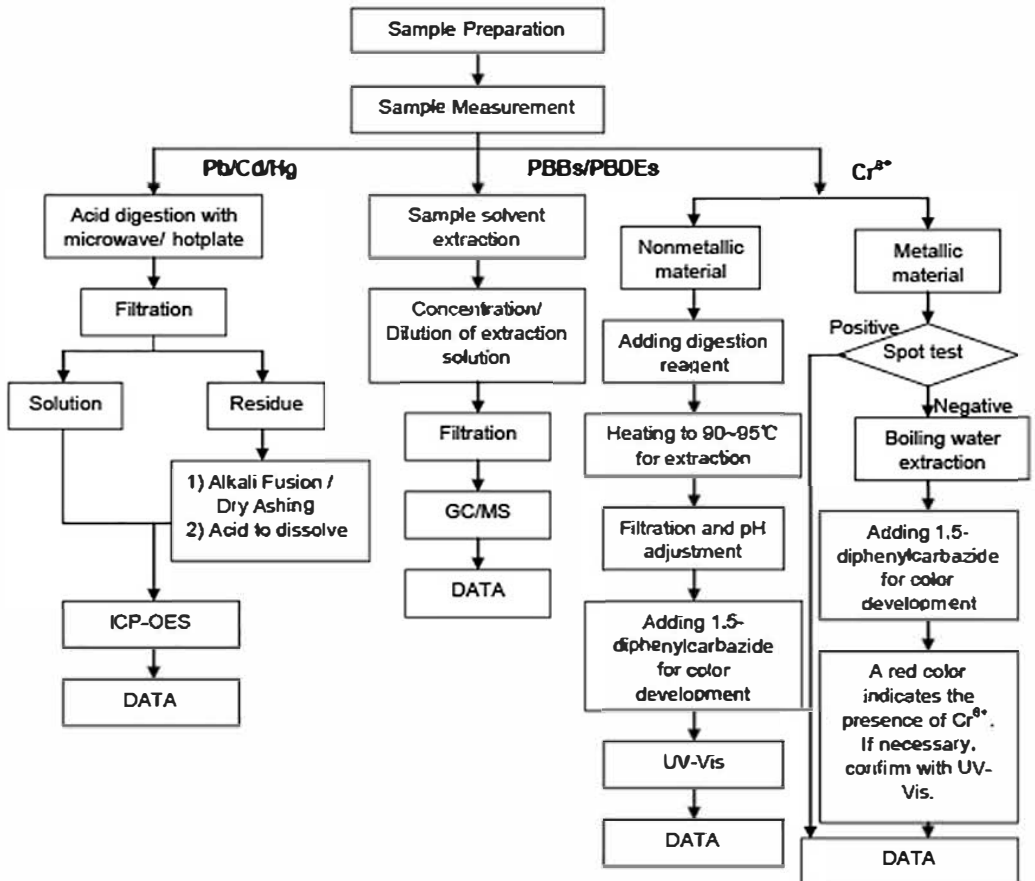 Sample Preparation
Sample Measurement
Pb/Cd/Hg
PBBs/PBDEs
Cr⁶⁺
Acid digestion with
microwave/ hotplate
Filtration
Solution
Residue
1) Alkali Fusion /
Dry Ashing
2) Acid to dissolve
ICP-OES
DATA
Sample solvent
extraction
Concentration/
Dilution of extraction
solution
Filtration
GC/MS
DATA
Nonmetallic
material
Adding digestion
reagent
Heating to 90~95℃
for extraction
Filtration and pH
adjustment
Adding 1,5-
diphenylcarbazide
for color
development
UV-Vis
DATA
Metallic
material
Positive
Spot test
Negative
Boiling water
extraction
Adding 1,5-
diphenylcarbazide
for color
development
A red color
indicates the
presence of Cr⁶⁺.
If necessary,
confirm with UV-
Vis.
DATA